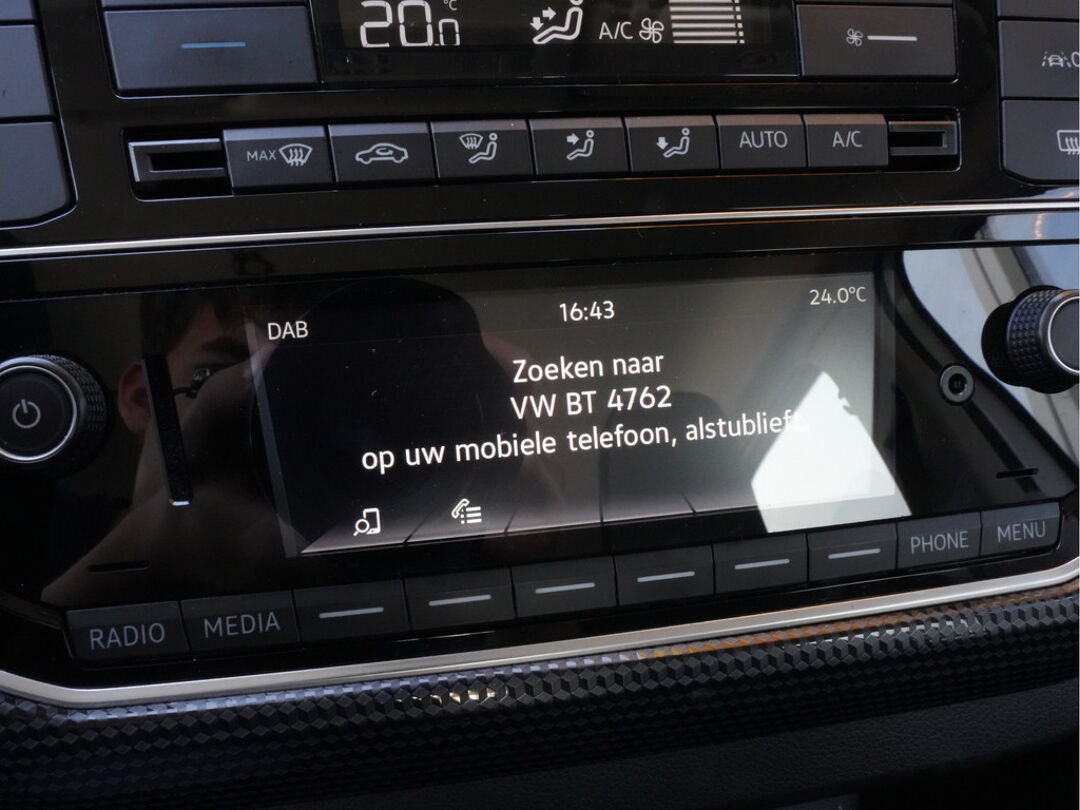 20.0 °C
A/C
MAX
AUTO
A/C
DAB
16:43
24.0°C
Zoeken naar
VW BT 4762
op uw mobiele telefoon, alstublieft.
RADIO
MEDIA
PHONE
MENU